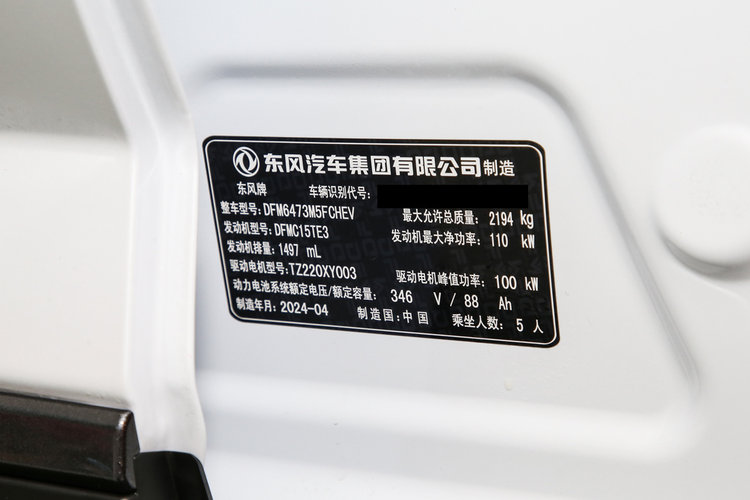 东风汽车集团有限公司制造
东风牌 车辆识别代号:
整车型号: DFM6473M5FCHEV 最大允许总质量: 2194 kg
发动机型号: DFMC15TE3 发动机最大净功率: 110 kW
发动机排量: 1497 mL
驱动电机型号: TZ220XY003 驱动电机峰值功率: 100 kW
动力电池系统额定电压/额定容量: 346 V / 88 Ah
制造年月: 2024-04 制造国: 中国 乘坐人数: 5 人